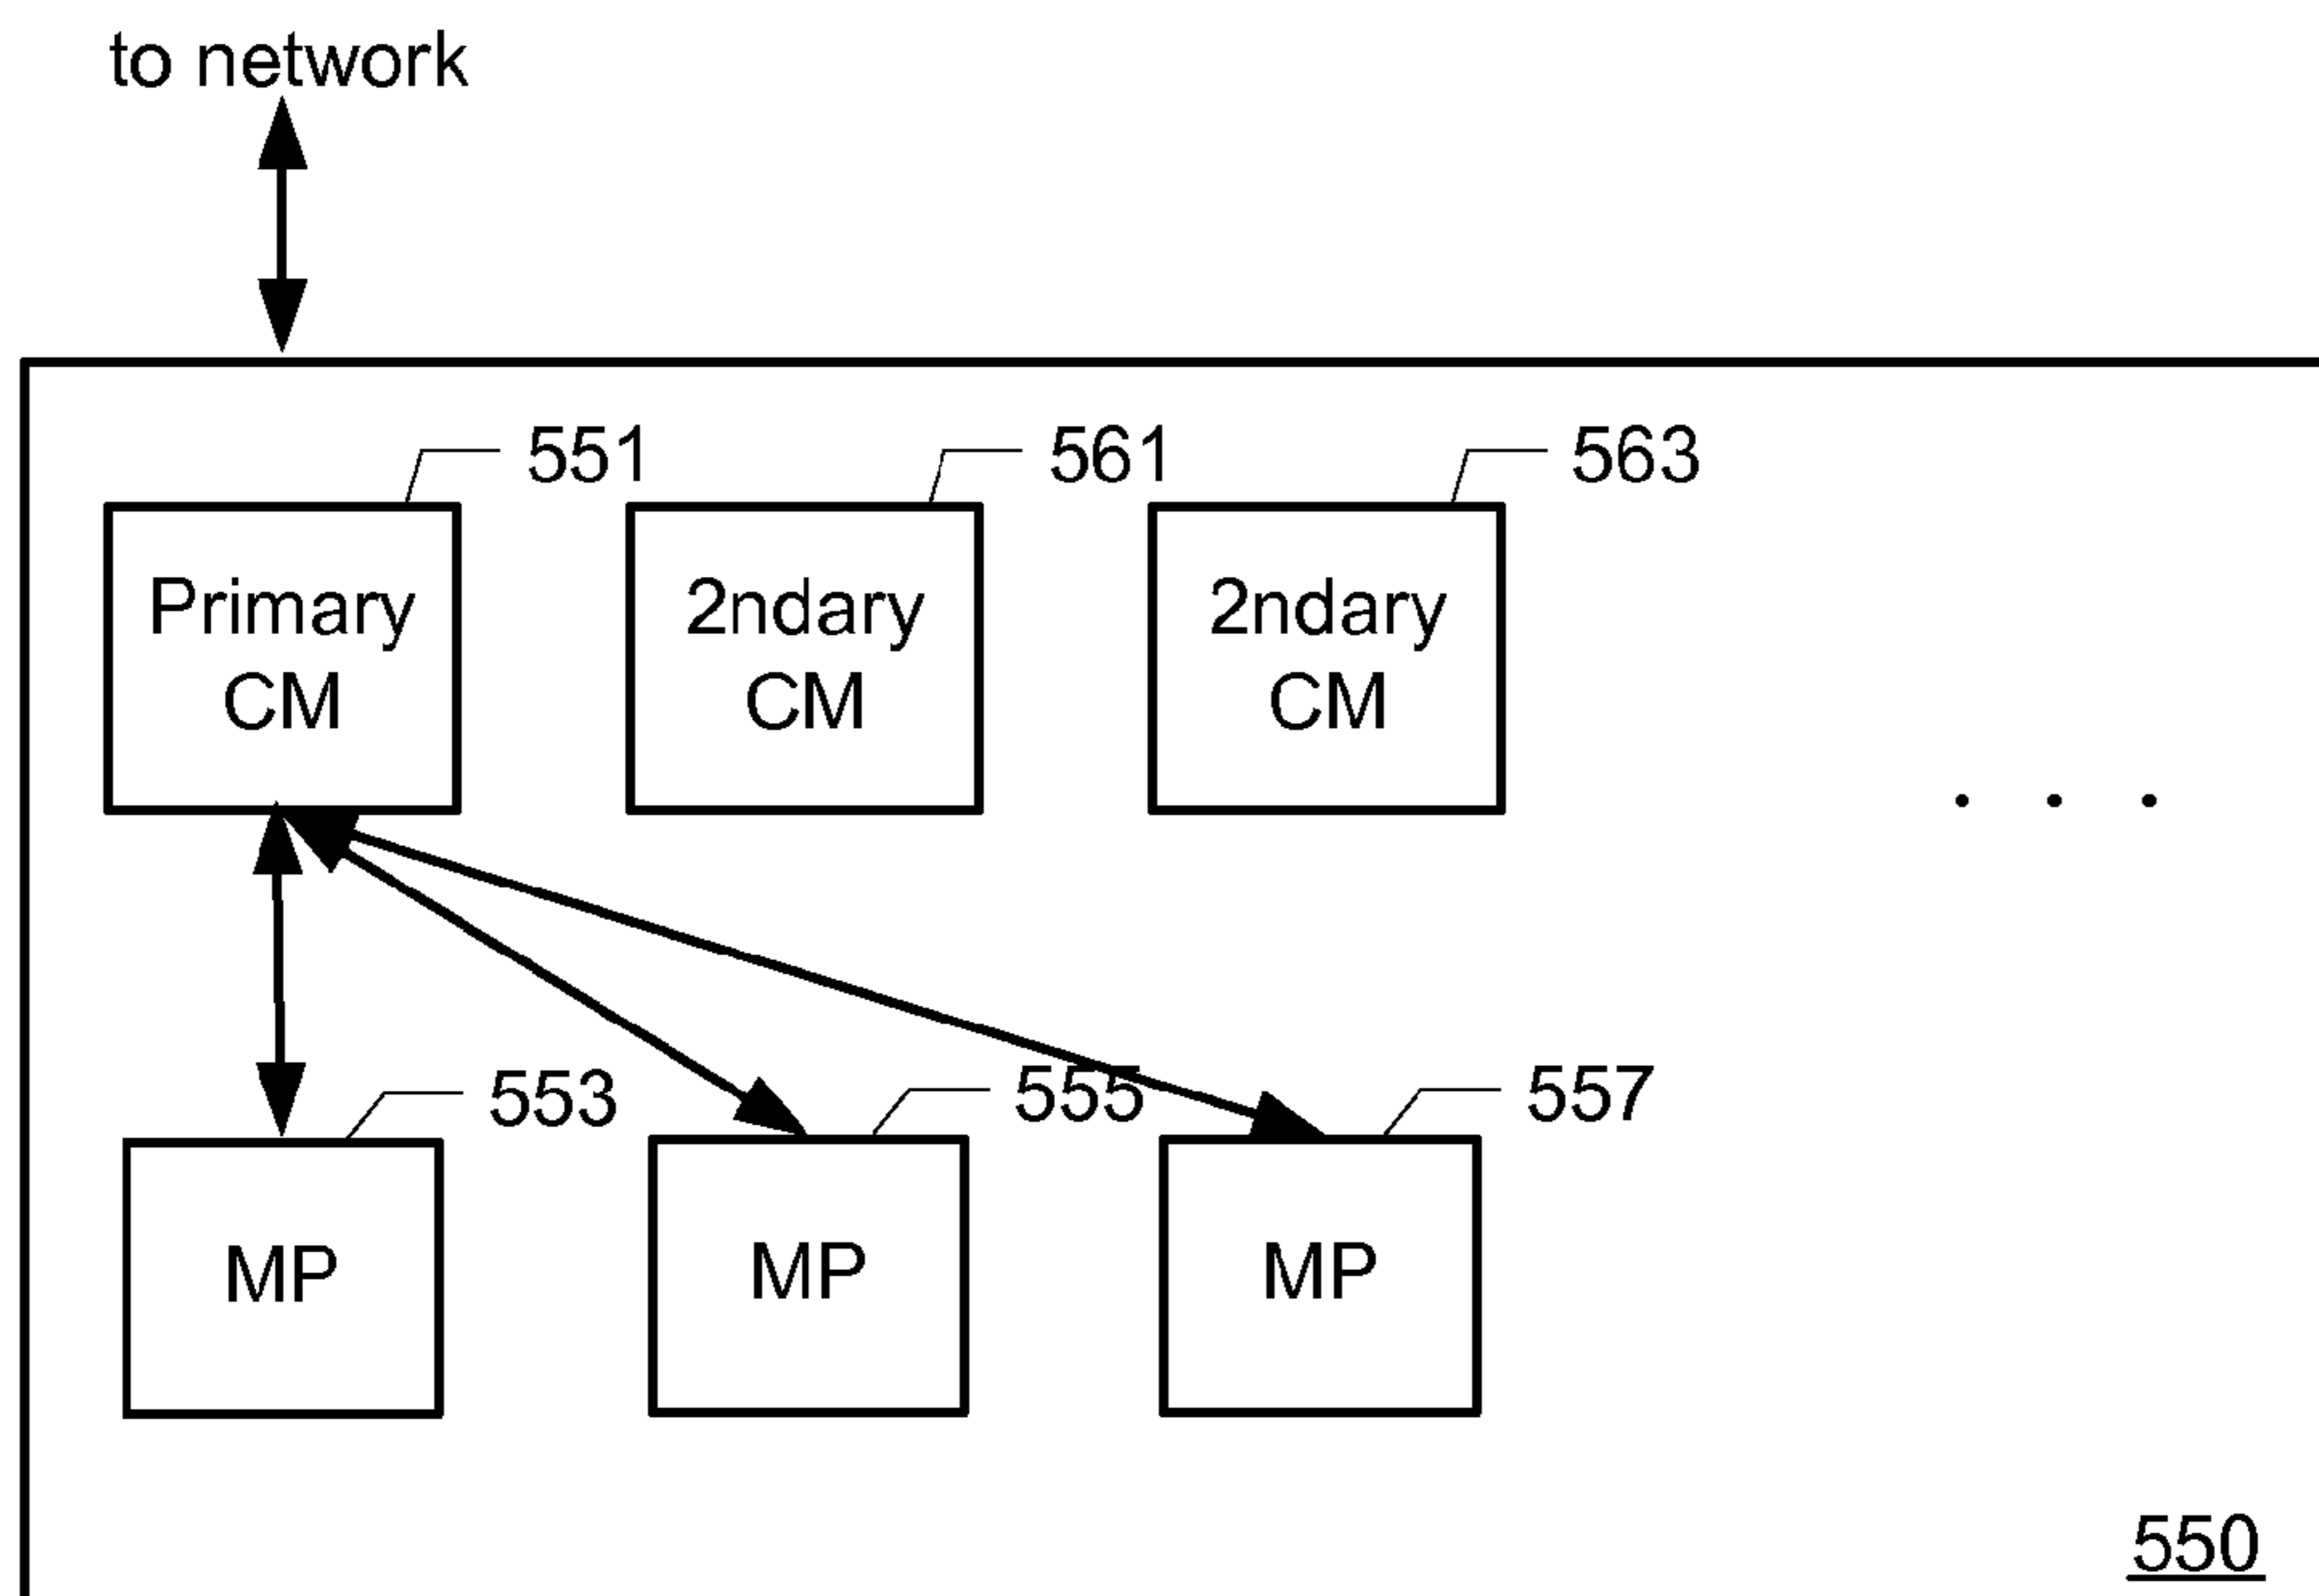 to network
551
561
563
Primary
CM
2ndary
CM
2ndary
CM
. . .
553
555
557
MP
MP
MP
550